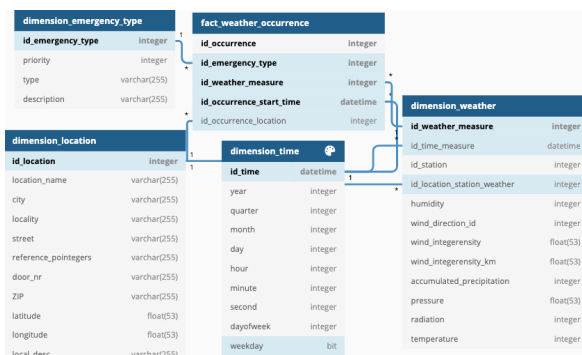 dimension_emergency_type
id_emergency_type integer
priority integer
type varchar(255)
description varchar(255)
fact_weather_occurrence
id_occurrence integer
id_emergency_type integer
id_weather_measure integer
id_occurrence_start_time datetime
id_occurrence_location integer
dimension_location
id_location integer
location_name varchar(255)
city varchar(255)
locality varchar(255)
street varchar(255)
reference_pointegers varchar(255)
door_nr varchar(255)
ZIP varchar(255)
latitude float(53)
longitude float(53)
local_desc varchar(255)
dimension_time
id_time datetime
year integer
quarter integer
month integer
day integer
hour integer
minute integer
second integer
dayofweek integer
weekday bit
dimension_weather
id_weather_measure integer
id_time_measure datetime
id_station integer
id_location_station_weather integer
humidity integer
wind_direction_id integer
wind_integerensity float(53)
wind_integerensity_km float(53)
accumulated_precipitation integer
pressure float(53)
radiation integer
temperature integer
1
*
*
*
*
1
1
1
*